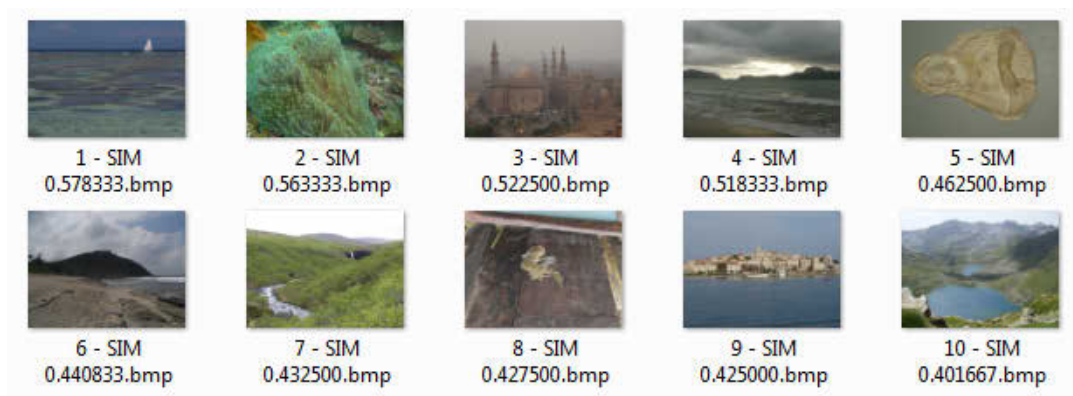 1 - SIM
0.578333.bmp
2 - SIM
0.563333.bmp
3 - SIM
0.522500.bmp
4 - SIM
0.518333.bmp
5 - SIM
0.462500.bmp
6 - SIM
0.440833.bmp
7 - SIM
0.432500.bmp
8 - SIM
0.427500.bmp
9 - SIM
0.425000.bmp
10 - SIM
0.401667.bmp